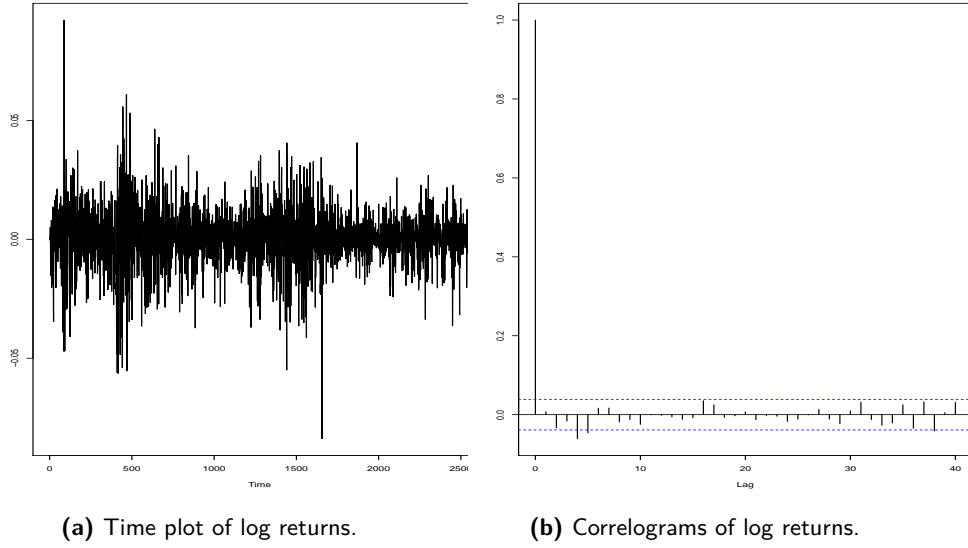 0.05
0.00
−0.05
0 500 1000 1500 2000 2500
Time
1.0
0.8
0.6
0.4
0.2
0.0
0 10 20 30 40
Lag
(a) Time plot of log returns.
(b) Correlograms of log returns.